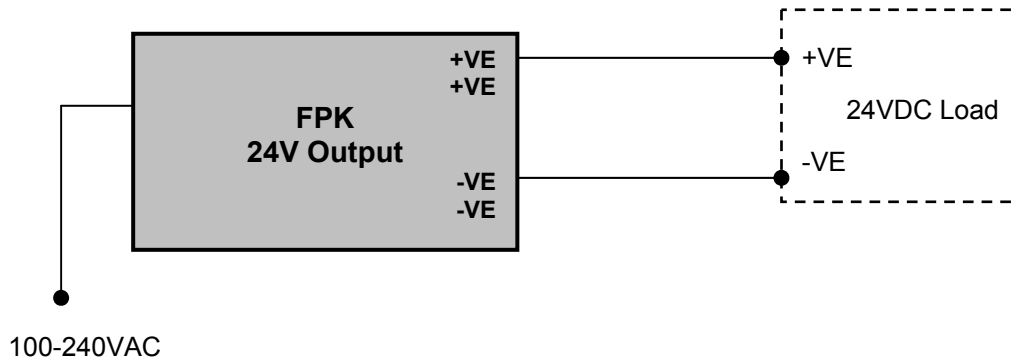 +VE
+VE
FPK
24V Output
-VE
-VE
+VE
24VDC Load
-VE
100-240VAC